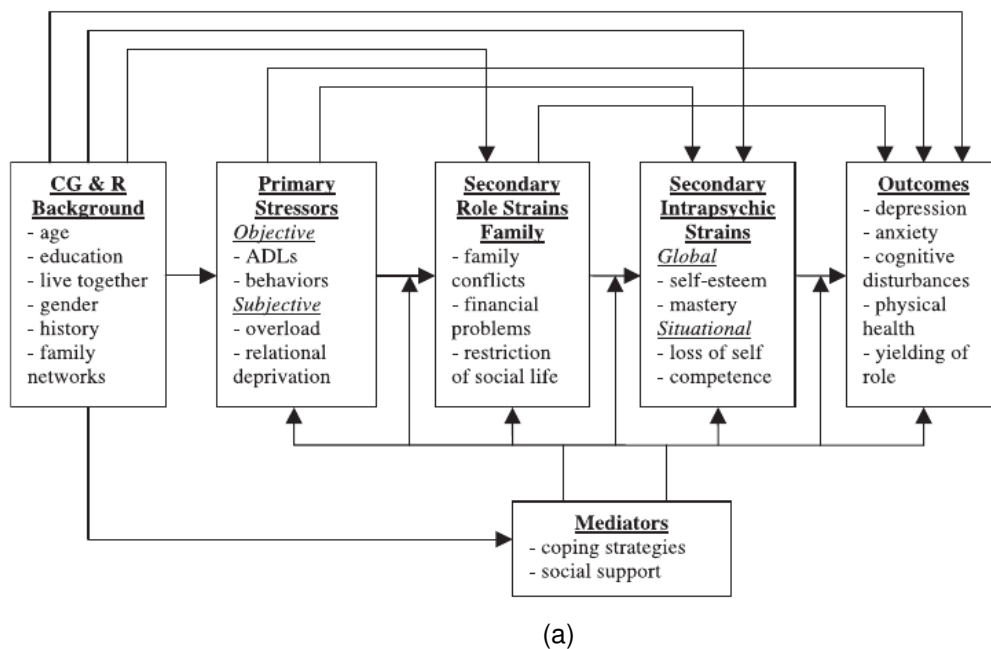 CG & R
Background
- age
- education
- live together
- gender
- history
- family
networks
Primary
Stressors
Objective
- ADLs
- behaviors
Subjective
- overload
- relational
deprivation
Secondary
Role Strains
Family
- family
conflicts
- financial
problems
- restriction
of social life
Secondary
Intrapsychic
Strains
Global
- self-esteem
- mastery
Situational
- loss of self
- competence
Outcomes
- depression
- anxiety
- cognitive
disturbances
- physical
health
- yielding of
role
Mediators
- coping strategies
- social support
(a)